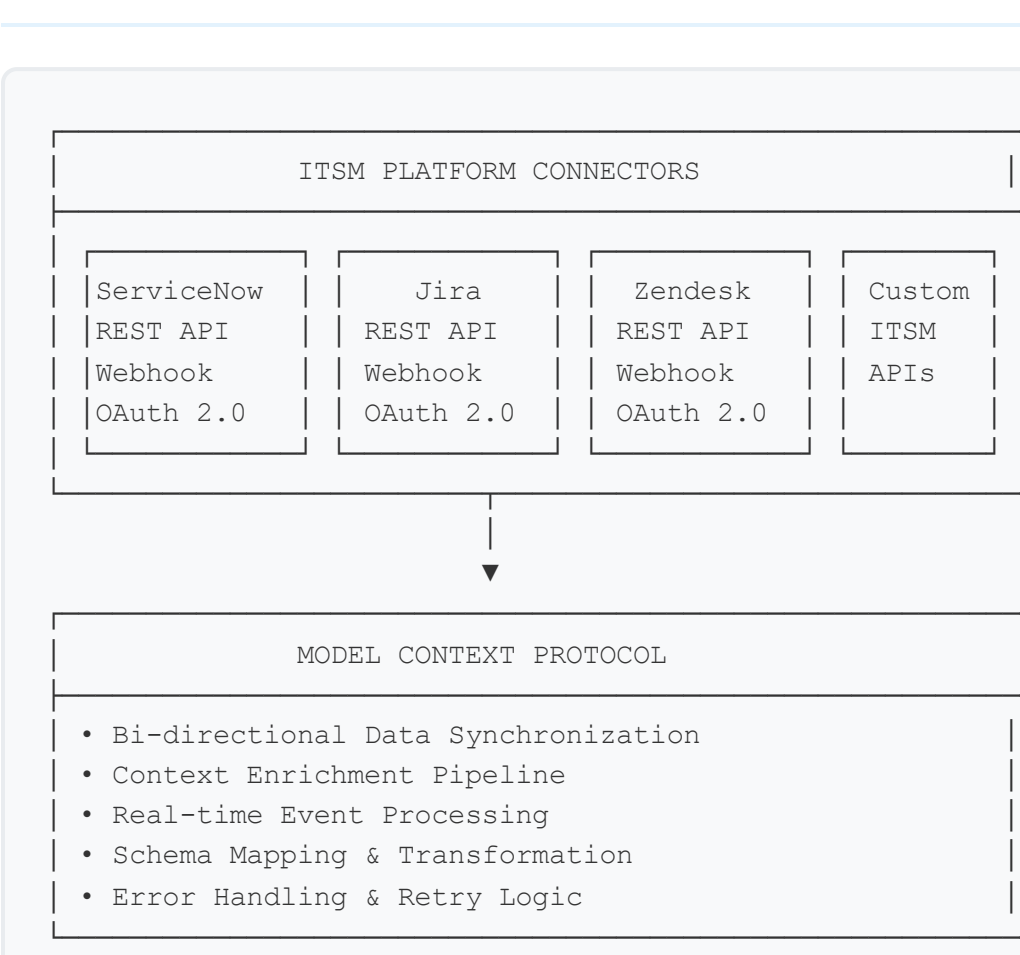 ITSM PLATFORM CONNECTORS
ServiceNow Jira Zendesk Custom
REST API REST API REST API ITSM
Webhook Webhook Webhook APIs
OAuth 2.0 OAuth 2.0 OAuth 2.0
▼
MODEL CONTEXT PROTOCOL
• Bi-directional Data Synchronization
• Context Enrichment Pipeline
• Real-time Event Processing
• Schema Mapping & Transformation
• Error Handling & Retry Logic